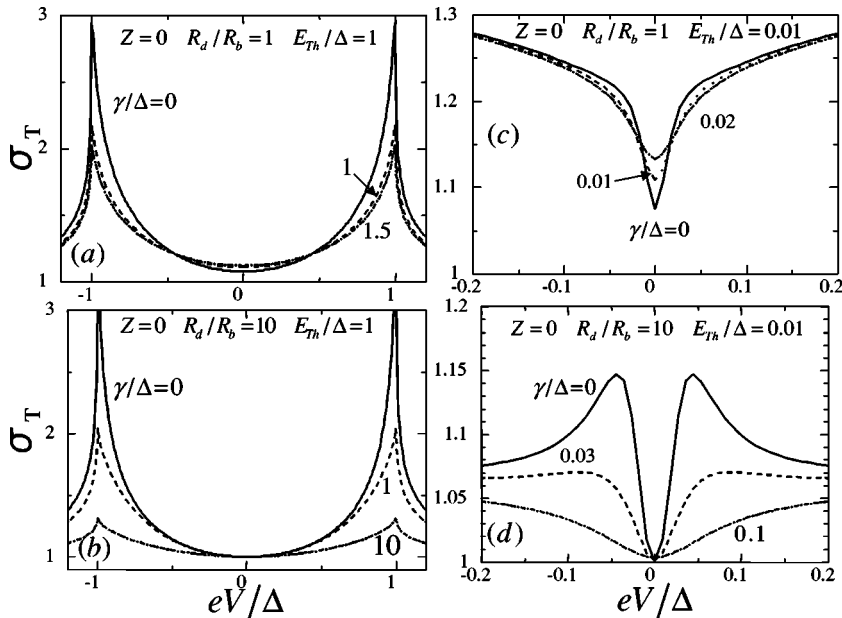 Z=0 R_d/R_b=1 E_Th/Δ=1
3
γ/Δ=0
σ_T
2
1
1.5
(a)
1
-1
0
1
Z=0 R_d/R_b=1 E_Th/Δ=0.01
1.3
1.2
0.02
(c)
0.01
1.1
γ/Δ=0
1
-0.2
-0.1
0
0.1
0.2
Z=0 R_d/R_b=10 E_Th/Δ=1
3
γ/Δ=0
σ_T
2
1
(b)
10
1
-1
0
1
eV/Δ
1.2
Z=0 R_d/R_b=10 E_Th/Δ=0.01
1.15
γ/Δ=0
1.1
0.03
1.05
(d)
0.1
1
-0.2
-0.1
0
0.1
0.2
eV/Δ